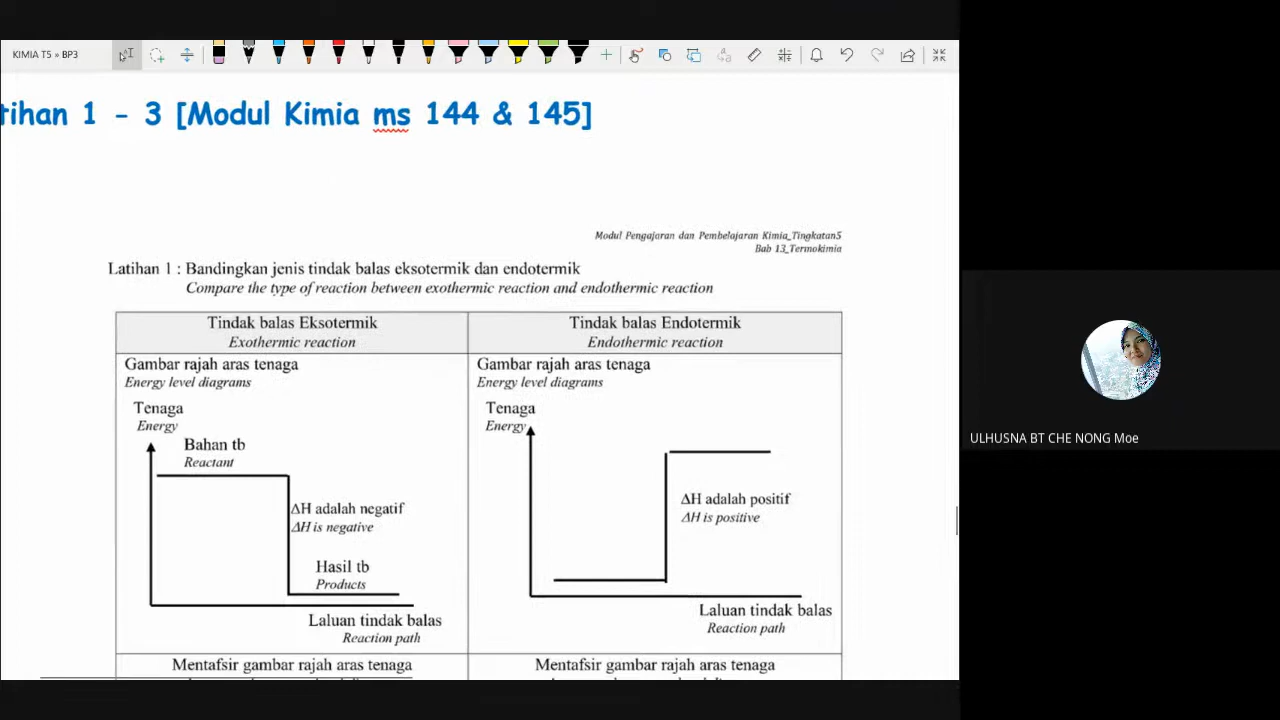 KIMIA T5 » BP3
tihan 1 - 3 [Modul Kimia ms 144 & 145]
Modul Pengajaran dan Pembelajaran Kimia_Tingkatan5
Bab 13_Termokimia
Latihan 1 : Bandingkan jenis tindak balas eksotermik dan endotermik
Compare the type of reaction between exothermic reaction and endothermic reaction
Tindak balas Eksotermik
Exothermic reaction
Gambar rajah aras tenaga
Energy level diagrams
Tenaga
Energy
Bahan tb
Reactant
ΔH adalah negatif
ΔH is negative
Hasil tb
Products
Laluan tindak balas
Reaction path
Mentafsir gambar rajah aras tenaga
Tindak balas Endotermik
Endothermic reaction
Gambar rajah aras tenaga
Energy level diagrams
Tenaga
Energy
ΔH adalah positif
ΔH is positive
Laluan tindak balas
Reaction path
Mentafsir gambar rajah aras tenaga
ULHUSNA BT CHE NONG Moe